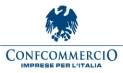 CONFCOMMERCIO
IMPRESE PER L'ITALIA